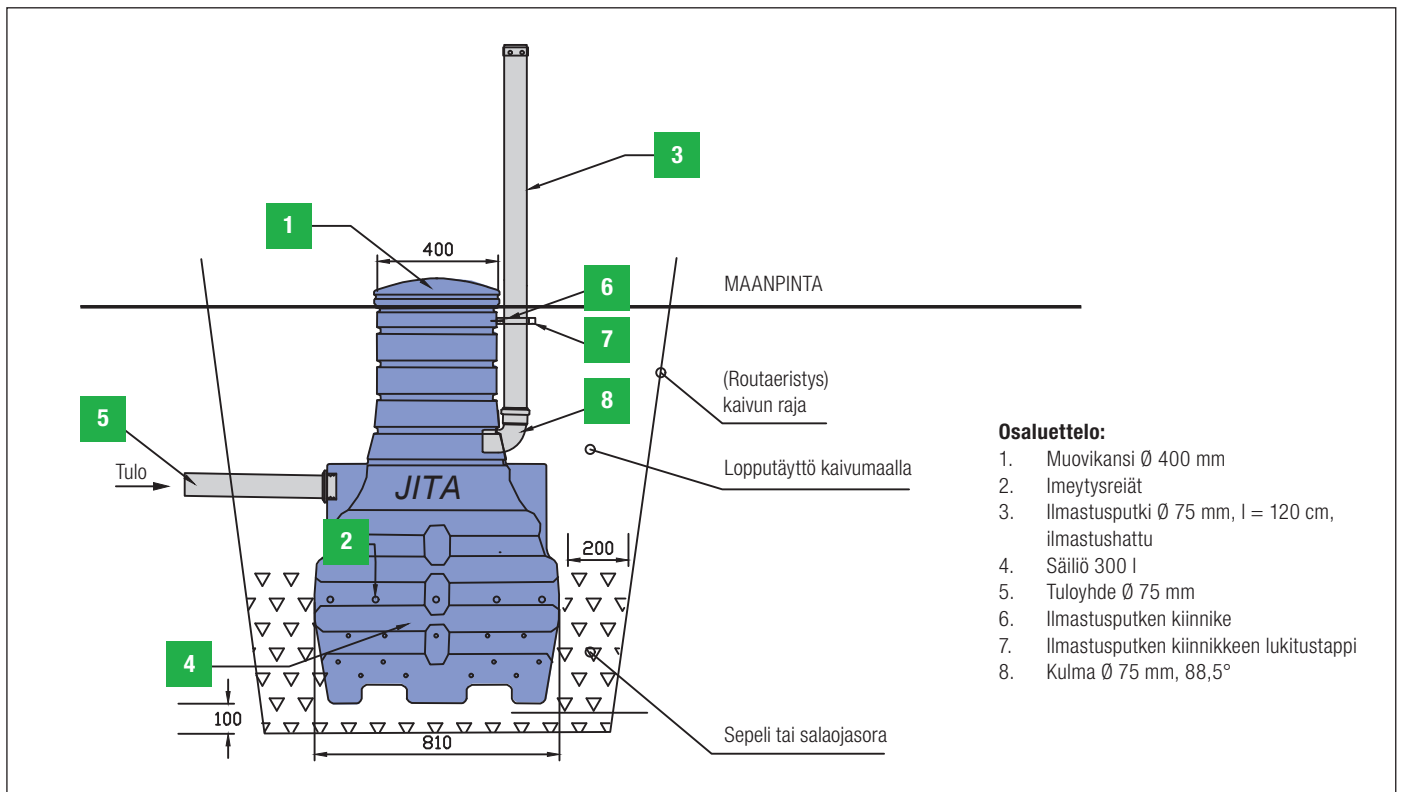 3
1
400
6
MAANPINTA
7
(Routaeristys)
kaivun raja
8
5
Tulo
Lopputäyttö kaivumaalla
JITA
2
200
4
100
810
Sepeli tai salaojasora
Osaluettelo:
1. Muovikansi Ø 400 mm
2. Imeytysreiät
3. Ilmastusputki Ø 75 mm, l = 120 cm,
ilmastushattu
4. Säiliö 300 l
5. Tuloyhde Ø 75 mm
6. Ilmastusputken kiinnike
7. Ilmastusputken kiinnikkeen lukitustappi
8. Kulma Ø 75 mm, 88,5°